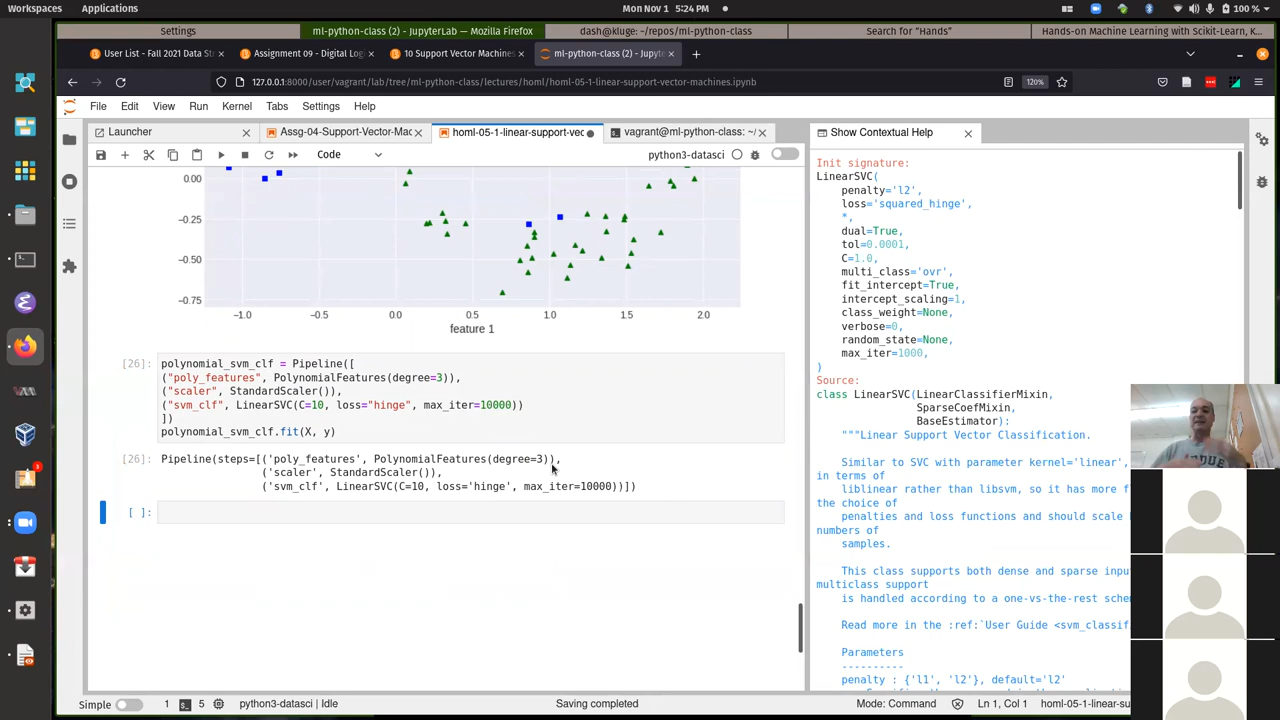 Workspaces
Applications
Mon Nov 1 5:24 PM
100 %
Settings
ml-python-class (2) - JupyterLab — Mozilla Firefox
dash@kluge: ~/repos/ml-python-class
Search for "Hands"
Hands-on Machine Learning with Scikit-Learn, K...
User List - Fall 2021 Data St
Assignment 09 - Digital Logi
10 Support Vector Machines
ml-python-class (2) - Jupyte
127.0.0.1:8000/user/vagrant/lab/tree/ml-python-class/lectures/homl/homl-05-1-linear-support-vector-machines.ipynb
120%
File Edit View Run Kernel Tabs Settings Help
Launcher
Assg-04-Support-Vector-Mac
homl-05-1-linear-support-vec
vagrant@ml-python-class: ~/
Show Contextual Help
Code
python3-datasci
0.00
−0.25
−0.50
−0.75
−1.0 −0.5 0.0 0.5 1.0 1.5 2.0
feature 1
[26]:
polynomial_svm_clf = Pipeline([
("poly_features", PolynomialFeatures(degree=3)),
("scaler", StandardScaler()),
("svm_clf", LinearSVC(C=10, loss="hinge", max_iter=10000))
])
polynomial_svm_clf.fit(X, y)
[26]:
Pipeline(steps=[('poly_features', PolynomialFeatures(degree=3)),
('scaler', StandardScaler()),
('svm_clf', LinearSVC(C=10, loss='hinge', max_iter=10000))])
[ ]:
Init signature:
LinearSVC(
penalty='l2',
loss='squared_hinge',
*,
dual=True,
tol=0.0001,
C=1.0,
multi_class='ovr',
fit_intercept=True,
intercept_scaling=1,
class_weight=None,
verbose=0,
random_state=None,
max_iter=1000,
)
Source:
class LinearSVC(LinearClassifierMixin,
SparseCoefMixin,
BaseEstimator):
"""Linear Support Vector Classification.
Similar to SVC with parameter kernel='linear',
in terms of
liblinear rather than libsvm, so it has more f
the choice of
penalties and loss functions and should scale
numbers of
samples.
This class supports both dense and sparse inpu
multiclass support
is handled according to a one-vs-the-rest sche
Read more in the :ref:`User Guide <svm_classif
Parameters
----------
penalty : {'l1', 'l2'}, default='l2'
Simple
1
5
python3-datasci | Idle
Saving completed
Mode: Command
Ln 1, Col 1
homl-05-1-linear-su
3